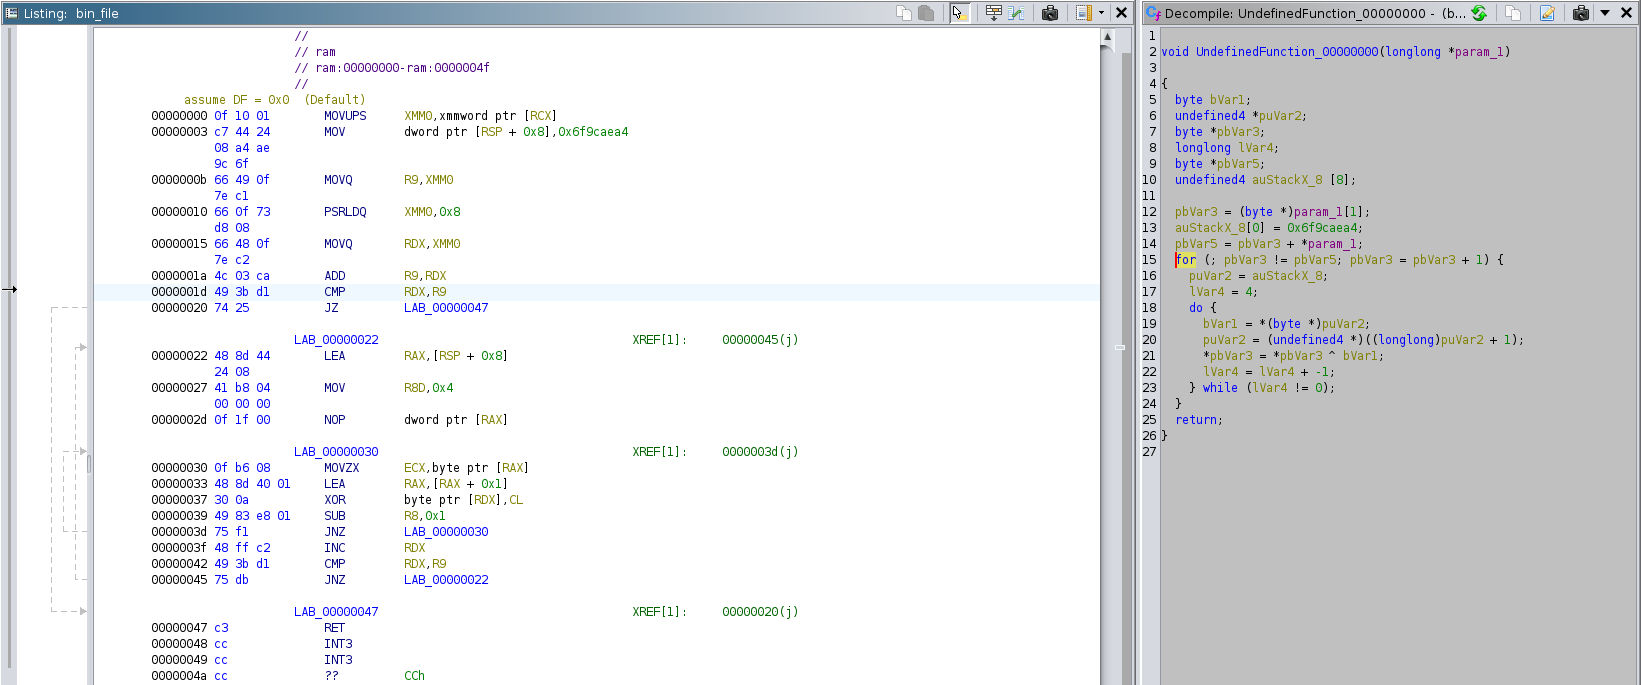 Listing: bin_file
//
// ram
// ram:00000000-ram:0000004f
//
assume DF = 0x0 (Default)
00000000 0f 10 01 MOVUPS XMM0,xmmword ptr [RCX]
00000003 c7 44 24 MOV dword ptr [RSP + 0x8],0x6f9caea4
08 a4 ae
9c 6f
0000000b 66 49 0f MOVQ R9,XMM0
7e c1
00000010 66 0f 73 PSRLDQ XMM0,0x8
d8 08
00000015 66 48 0f MOVQ RDX,XMM0
7e c2
0000001a 4c 03 ca ADD R9,RDX
0000001d 49 3b d1 CMP RDX,R9
00000020 74 25 JZ LAB_00000047
LAB_00000022 XREF[1]: 00000045(j)
00000022 48 8d 44 LEA RAX,[RSP + 0x8]
24 08
00000027 41 b8 04 MOV R8D,0x4
00 00 00
0000002d 0f 1f 00 NOP dword ptr [RAX]
LAB_00000030 XREF[1]: 0000003d(j)
00000030 0f b6 08 MOVZX ECX,byte ptr [RAX]
00000033 48 8d 40 01 LEA RAX,[RAX + 0x1]
00000037 30 0a XOR byte ptr [RDX],CL
00000039 49 83 e8 01 SUB R8,0x1
0000003d 75 f1 JNZ LAB_00000030
0000003f 48 ff c2 INC RDX
00000042 49 3b d1 CMP RDX,R9
00000045 75 db JNZ LAB_00000022
LAB_00000047 XREF[1]: 00000020(j)
00000047 c3 RET
00000048 cc INT3
00000049 cc INT3
0000004a cc ?? CCh
Decompile: UndefinedFunction_00000000 - (b...
1
2 void UndefinedFunction_00000000(longlong *param_1)
3
4 {
5 byte bVar1;
6 undefined4 *puVar2;
7 byte *pbVar3;
8 longlong lVar4;
9 byte *pbVar5;
10 undefined4 auStackX_8 [8];
11
12 pbVar3 = (byte *)param_1[1];
13 auStackX_8[0] = 0x6f9caea4;
14 pbVar5 = pbVar3 + *param_1;
15 for (; pbVar3 != pbVar5; pbVar3 = pbVar3 + 1) {
16 puVar2 = auStackX_8;
17 lVar4 = 4;
18 do {
19 bVar1 = *(byte *)puVar2;
20 puVar2 = (undefined4 *)((longlong)puVar2 + 1);
21 *pbVar3 = *pbVar3 ^ bVar1;
22 lVar4 = lVar4 + -1;
23 } while (lVar4 != 0);
24 }
25 return;
26 }
27